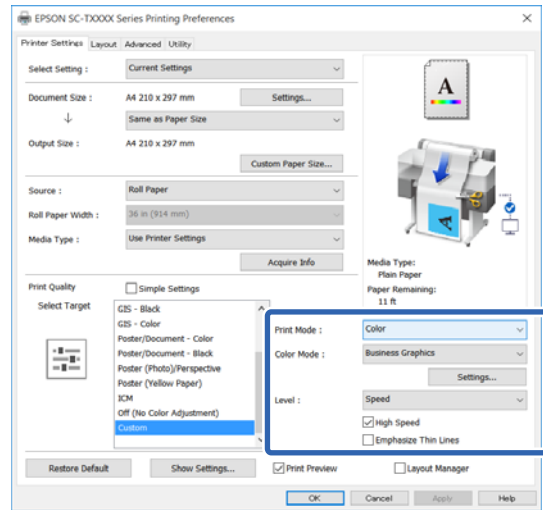 EPSON SC-TXXXX Series Printing Preferences
Printer Settings Layout Advanced Utility
Select Setting : Current Settings
Document Size : A4 210 x 297 mm Settings...
Same as Paper Size
Output Size : A4 210 x 297 mm
Custom Paper Size...
Source : Roll Paper
Roll Paper Width : 36 in (914 mm)
Media Type : Use Printer Settings
Acquire Info
A
Media Type:
Plain Paper
Paper Remaining:
11 ft
Print Quality Simple Settings
Select Target
GIS - Black
GIS - Color
Poster/Document - Color
Poster/Document - Black
Poster (Photo)/Perspective
Poster (Yellow Paper)
ICM
Off (No Color Adjustment)
Custom
Print Mode : Color
Color Mode : Business Graphics
Settings...
Level : Speed
High Speed
Emphasize Thin Lines
Restore Default Show Settings... Print Preview Layout Manager
OK Cancel Apply Help